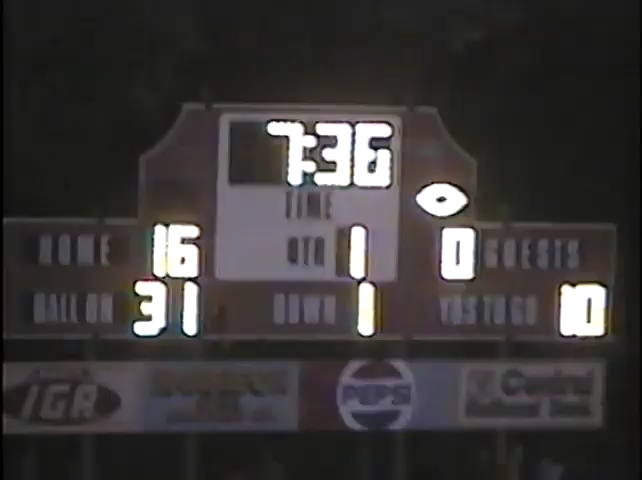 7:36
TIME
HOME 16 QTR 1 0 GUESTS
BALL ON 31 DOWN 1 YDS TO GO 10
IGA
PEPSI
Central